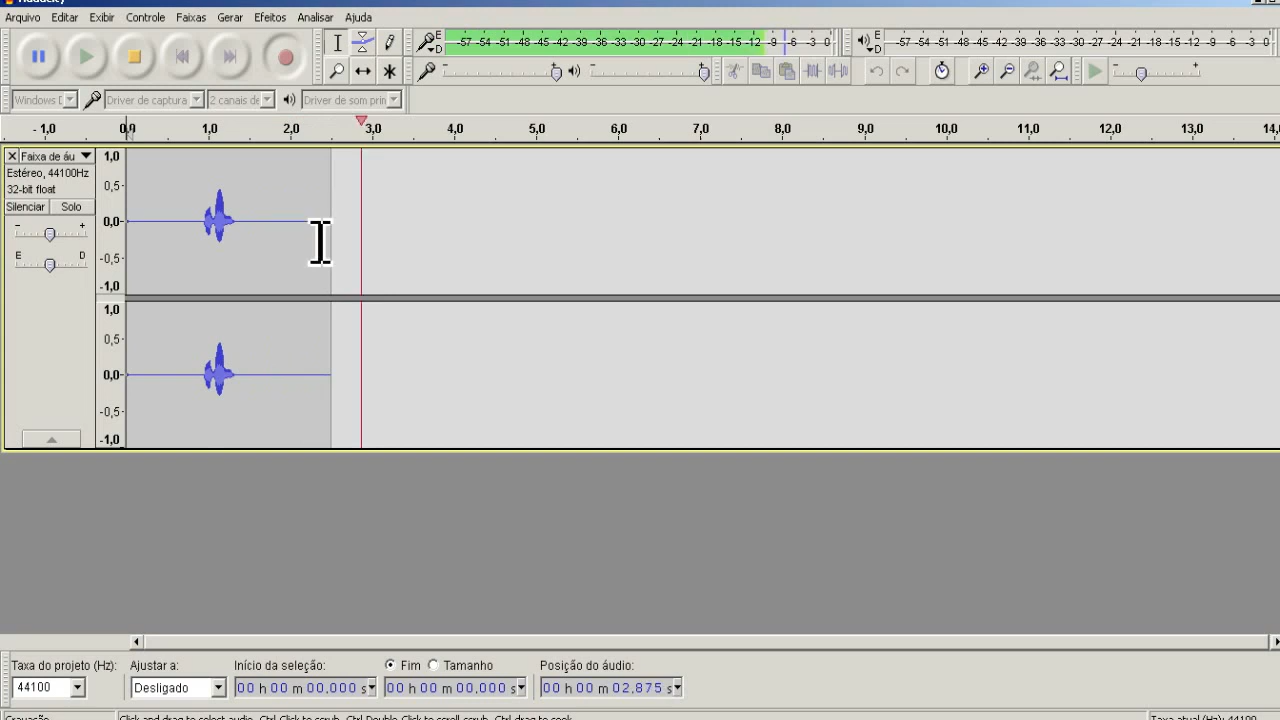 Audacity
Arquivo Editar Exibir Controle Faixas Gerar Efeitos Analisar Ajuda
E D -57 -54 -51 -48 -45 -42 -39 -36 -33 -30 -27 -24 -21 -18 -15 -12 -9 -6 -3 0
E D -57 -54 -51 -48 -45 -42 -39 -36 -33 -30 -27 -24 -21 -18 -15 -12 -9 -6 -3 0
- + - + - +
Windows D Driver de captura 2 canais de Driver de som prin
- 1,0 0,0 1,0 2,0 3,0 4,0 5,0 6,0 7,0 8,0 9,0 10,0 11,0 12,0 13,0 14,0
Faixa de áu
Estéreo, 44100Hz
32-bit float
Silenciar Solo
- +
E D
1,0
0,5
0,0
-0,5
-1,0
1,0
0,5
0,0
-0,5
-1,0
Taxa do projeto (Hz): Ajustar a: Início da seleção: Fim Tamanho Posição do áudio:
44100 Desligado 00 h 00 m 00.000 s 00 h 00 m 00.000 s 00 h 00 m 02.875 s
Gravação Click and drag to select audio, Ctrl-Click to scrub, Ctrl-Double-Click to scroll-scrub, Ctrl-drag to seek Taxa atual (Hz): 44100